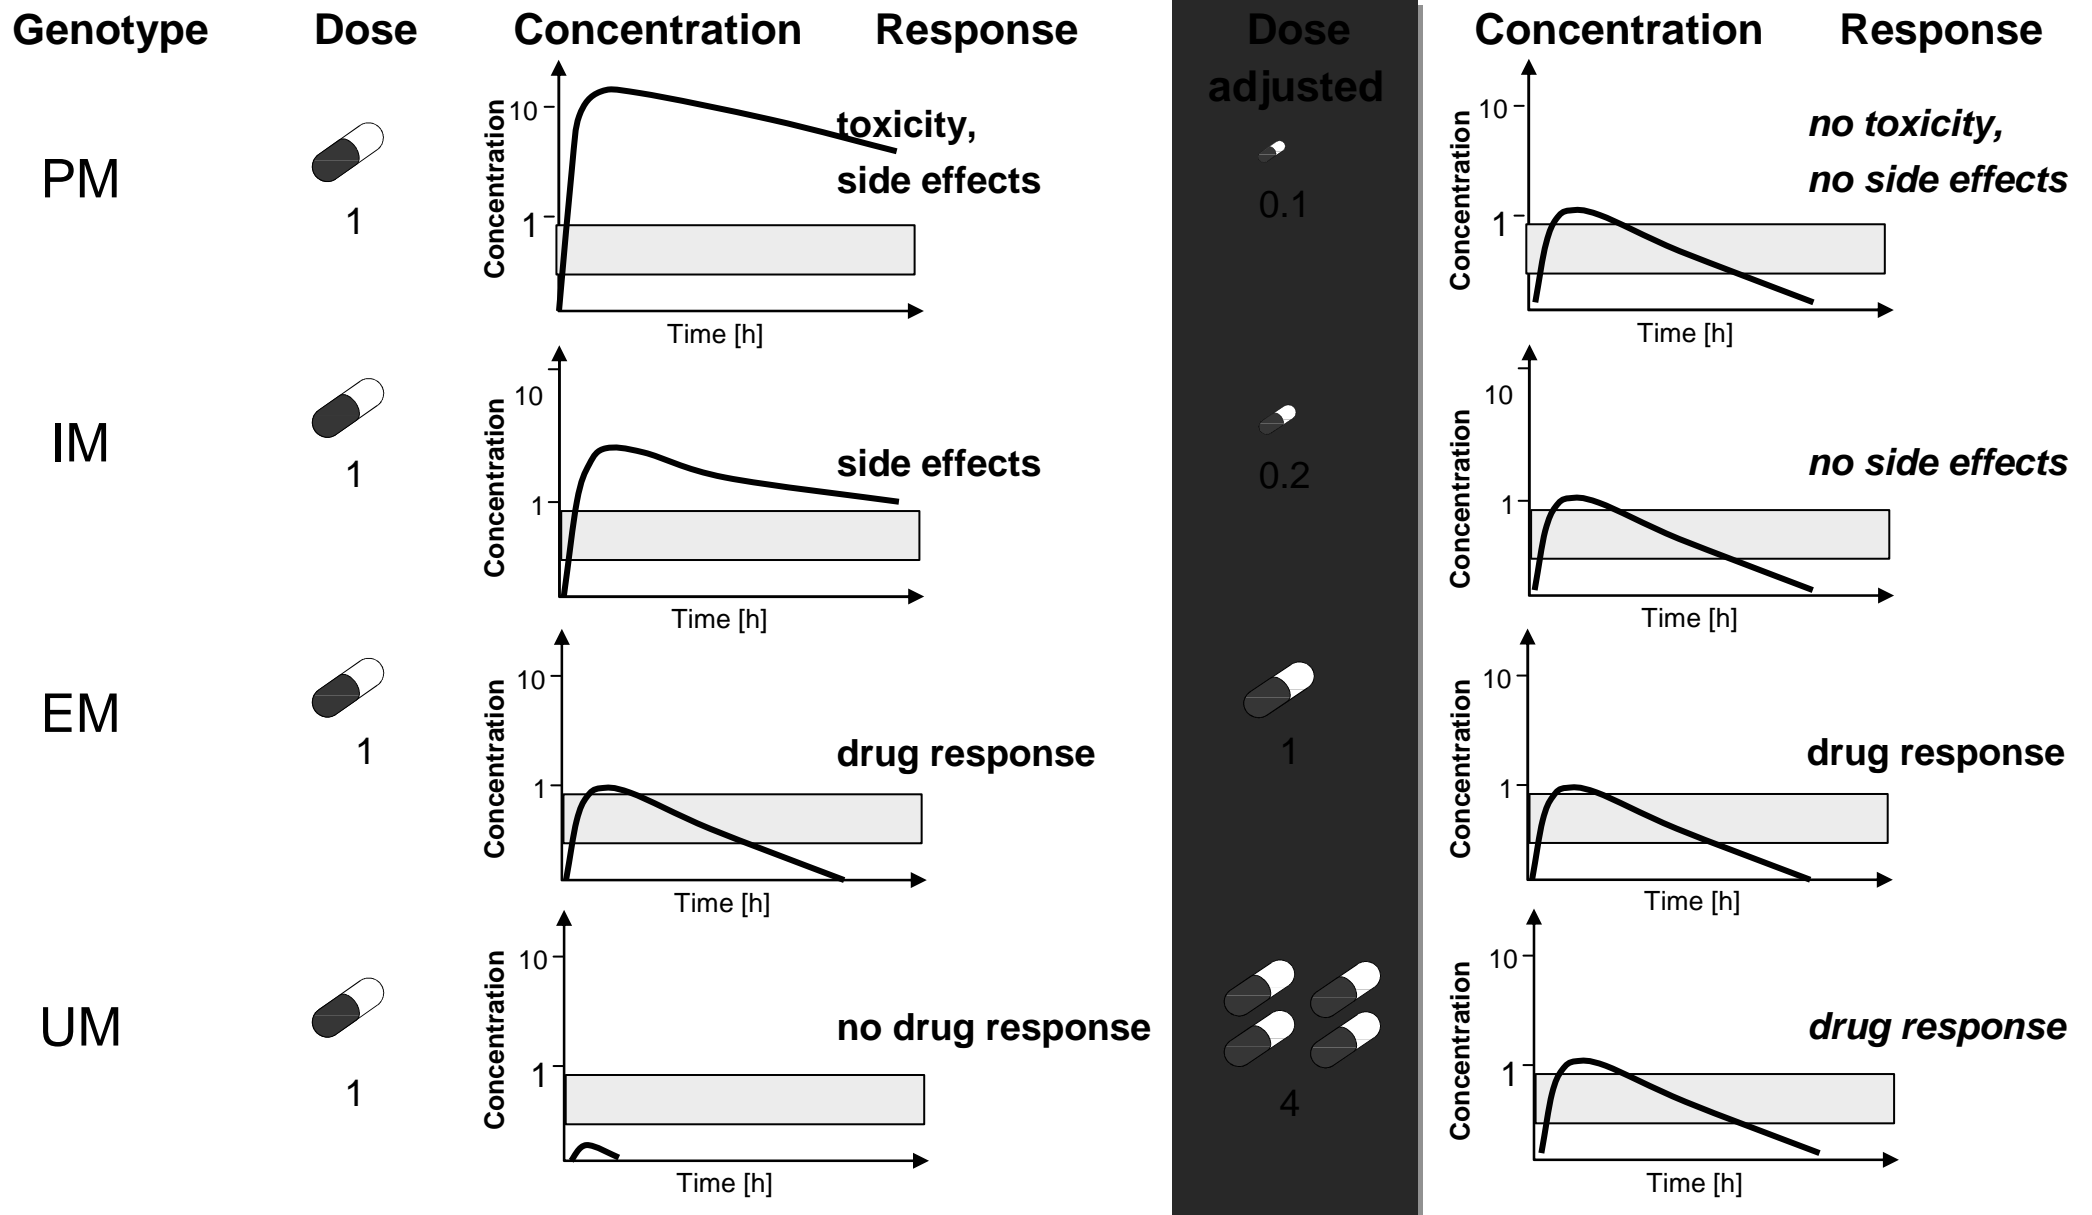 Genotype Dose Concentration Response Dose adjusted Concentration Response
PM
1
Concentration
10
1
Time [h]
toxicity,
side effects
0.1
Concentration
10
1
Time [h]
no toxicity,
no side effects
IM
1
Concentration
10
1
Time [h]
side effects
0.2
Concentration
10
1
Time [h]
no side effects
EM
1
Concentration
10
1
Time [h]
drug response
1
Concentration
10
1
Time [h]
drug response
UM
1
Concentration
10
1
Time [h]
no drug response
4
Concentration
10
1
Time [h]
drug response